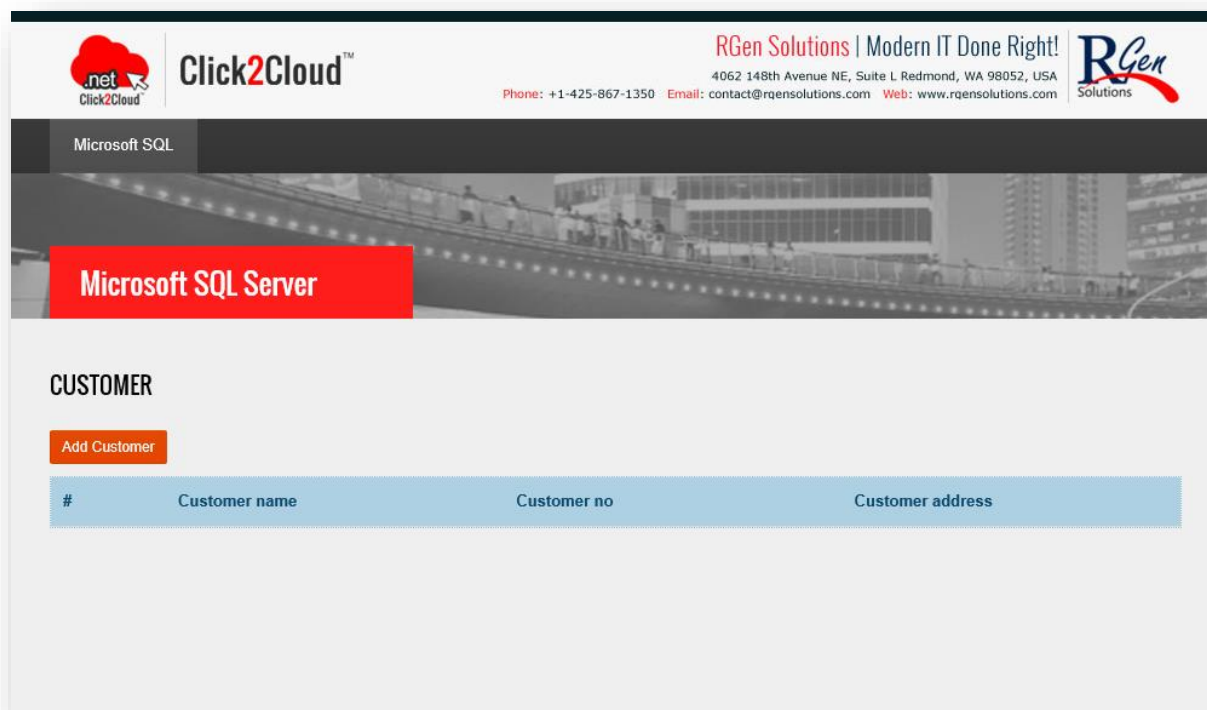 .net
Click2Cloud™
Click2Cloud™
RGen Solutions | Modern IT Done Right!
4062 148th Avenue NE, Suite L Redmond, WA 98052, USA
Phone: +1-425-867-1350 Email: contact@rgensolutions.com Web: www.rgensolutions.com
RGen
Solutions
Microsoft SQL
Microsoft SQL Server
CUSTOMER
Add Customer
# Customer name Customer no Customer address